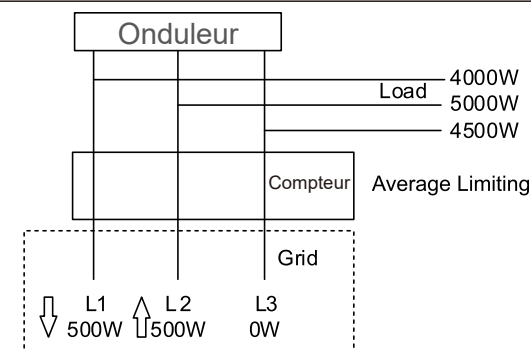 Onduleur
4000W
Load
5000W
4500W
Compteur
Average Limiting
Grid
L1 L2 L3
500W 500W 0W